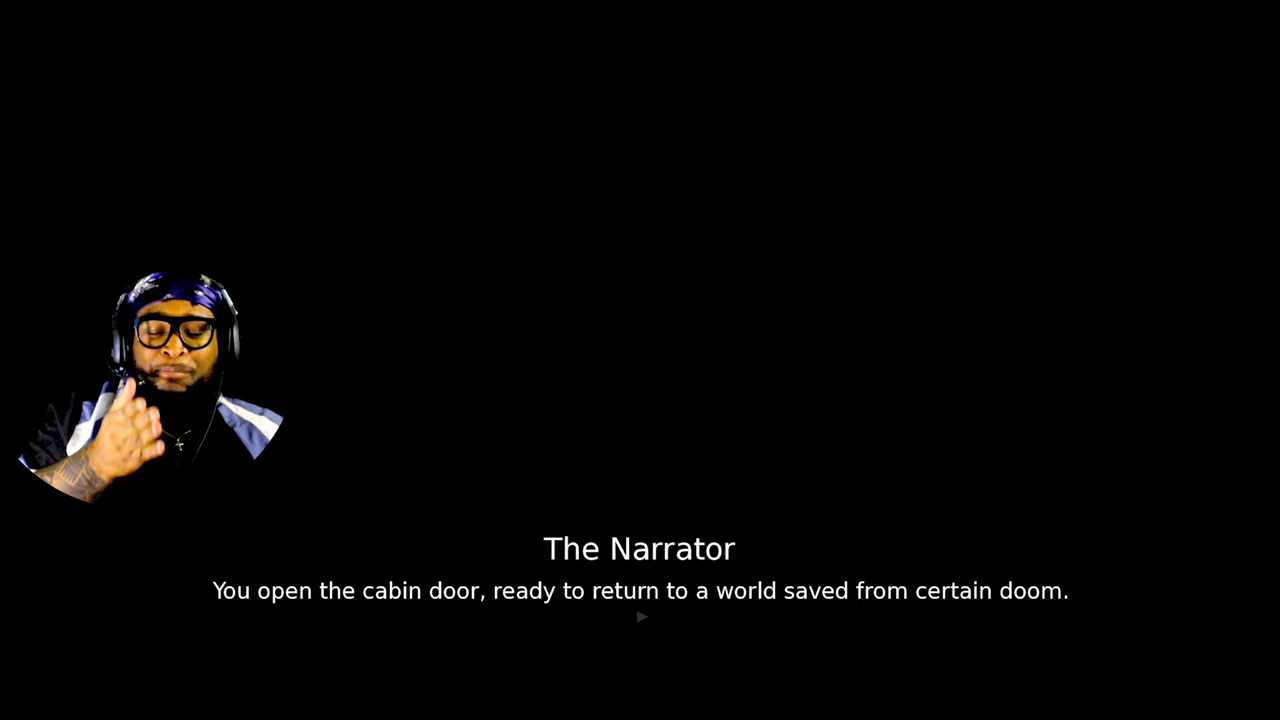 The Narrator
You open the cabin door, ready to return to a world saved from certain doom.